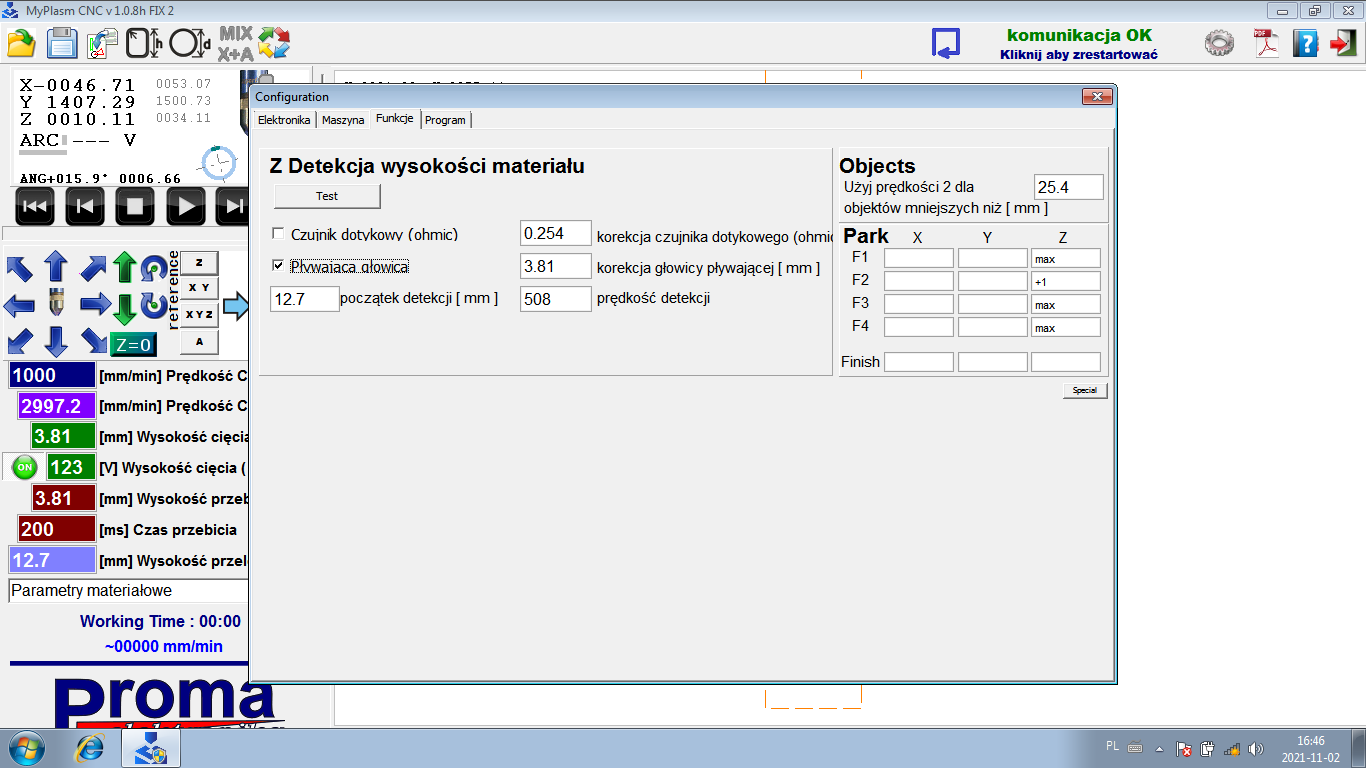 MyPlasm CNC v 1.0.8h FIX 2
h
d
MIX
X+A
komunikacja OK
Kliknij aby zrestartować
PDF
?
X-0046.71 0053.07
Y 1407.29 1500.73
Z 0010.11 0034.11
ARC --- V
ANG+015.9° 0006.66
reference
Z
X Y
X Y Z
A
Z=0
1000 [mm/min] Prędkość C
2997.2 [mm/min] Prędkość C
3.81 [mm] Wysokość cięcia
ON 123 [V] Wysokość cięcia (
3.81 [mm] Wysokość przeb
200 [ms] Czas przebicia
12.7 [mm] Wysokość przel
Parametry materiałowe
Working Time : 00:00
~00000 mm/min
Proma
Configuration
Elektronika Maszyna Funkcje Program
Z Detekcja wysokości materiału
Test
Czujnik dotykowy (ohmic) 0.254 korekcja czujnika dotykowego (ohmic
Pływająca głowica 3.81 korekcja głowicy pływającej [ mm ]
12.7 początek detekcji [ mm ] 508 prędkość detekcji
Objects
Użyj prędkości 2 dla 25.4
objektów mniejszych niż [ mm ]
Park X Y Z
F1 max
F2 +1
F3 max
F4 max
Finish
Special
PL
16:46
2021-11-02